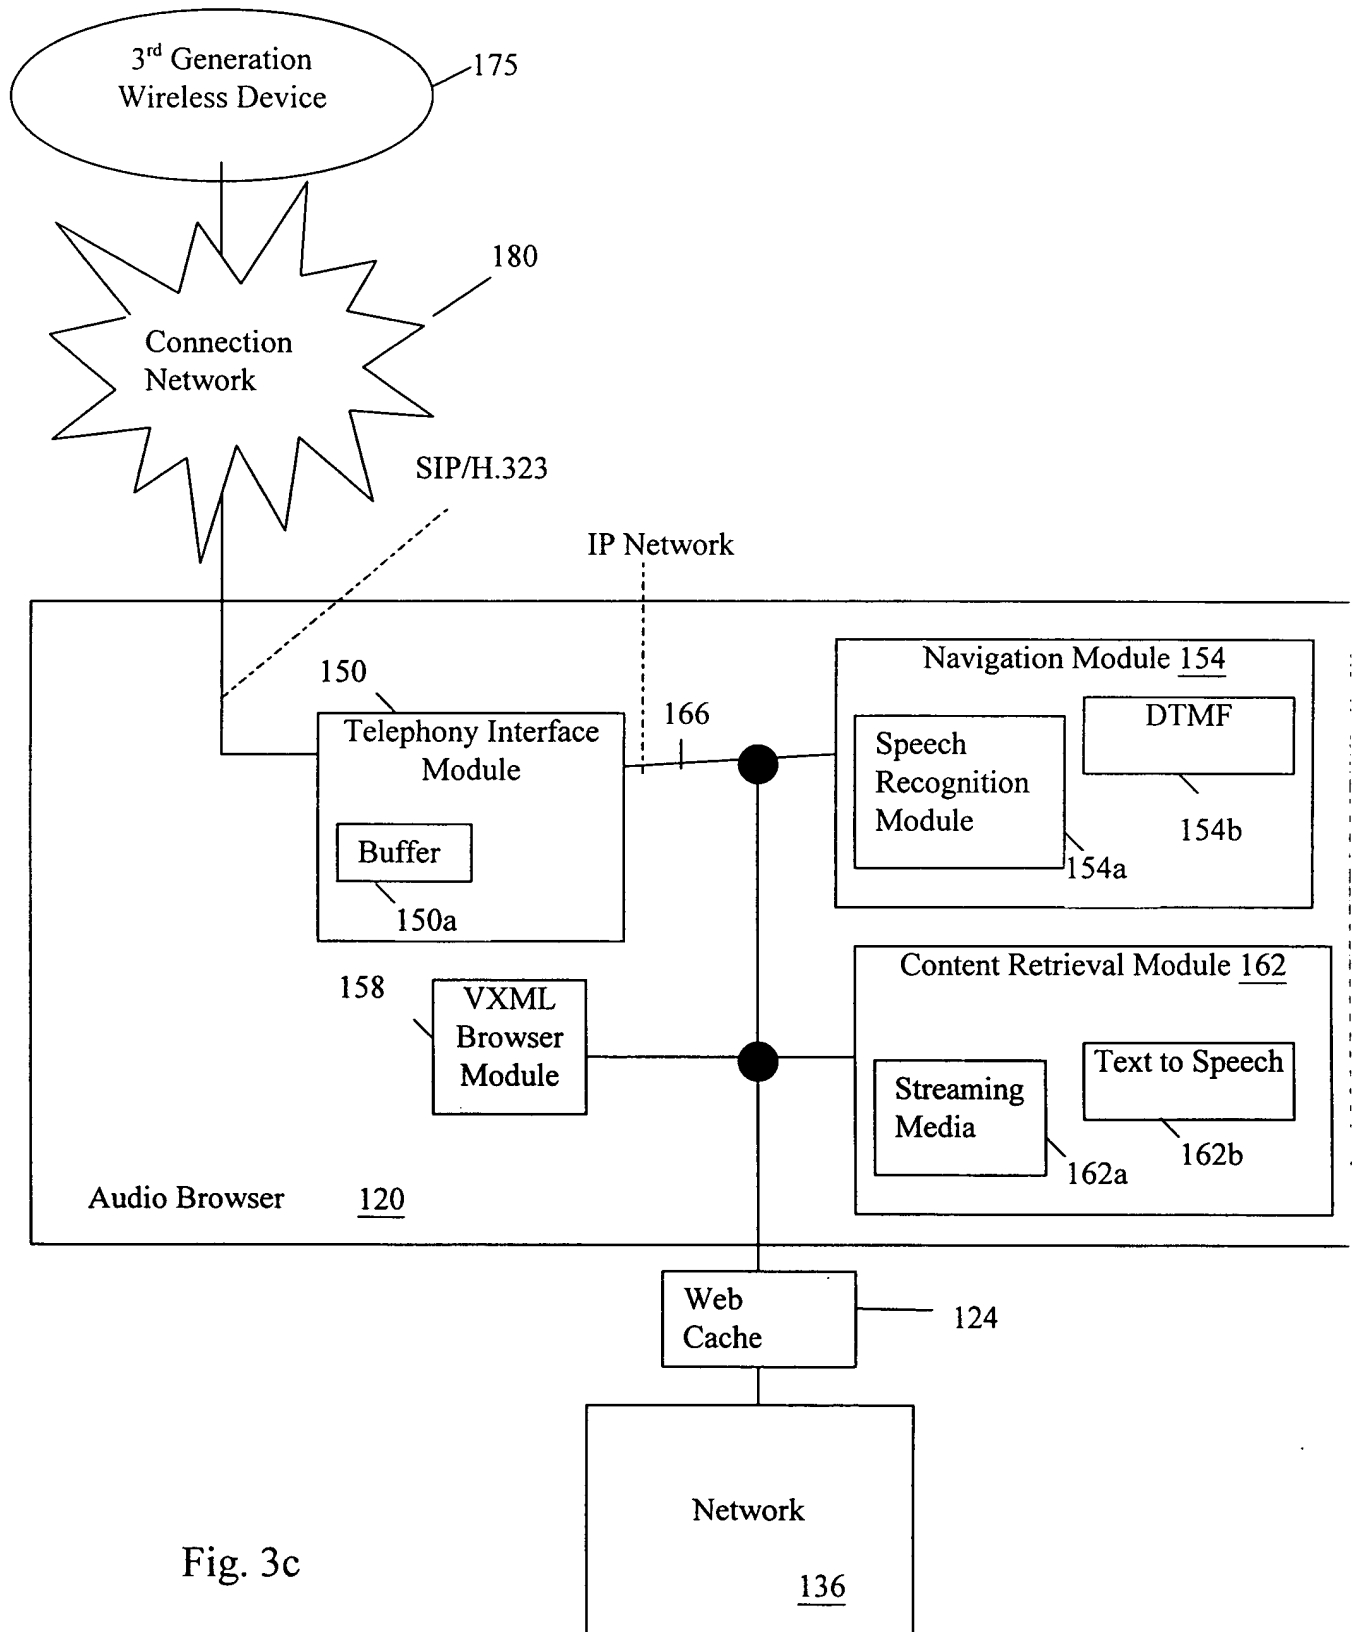 3rd Generation
Wireless Device
175
180
Connection
Network
SIP/H.323
IP Network
150
Telephony Interface
Module
Buffer
150a
166
Navigation Module 154
Speech
Recognition
Module
154a
DTMF
154b
158
VXML
Browser
Module
Content Retrieval Module 162
Streaming
Media
162a
Text to Speech
162b
Audio Browser 120
Web
Cache
124
Network
136
Fig. 3c